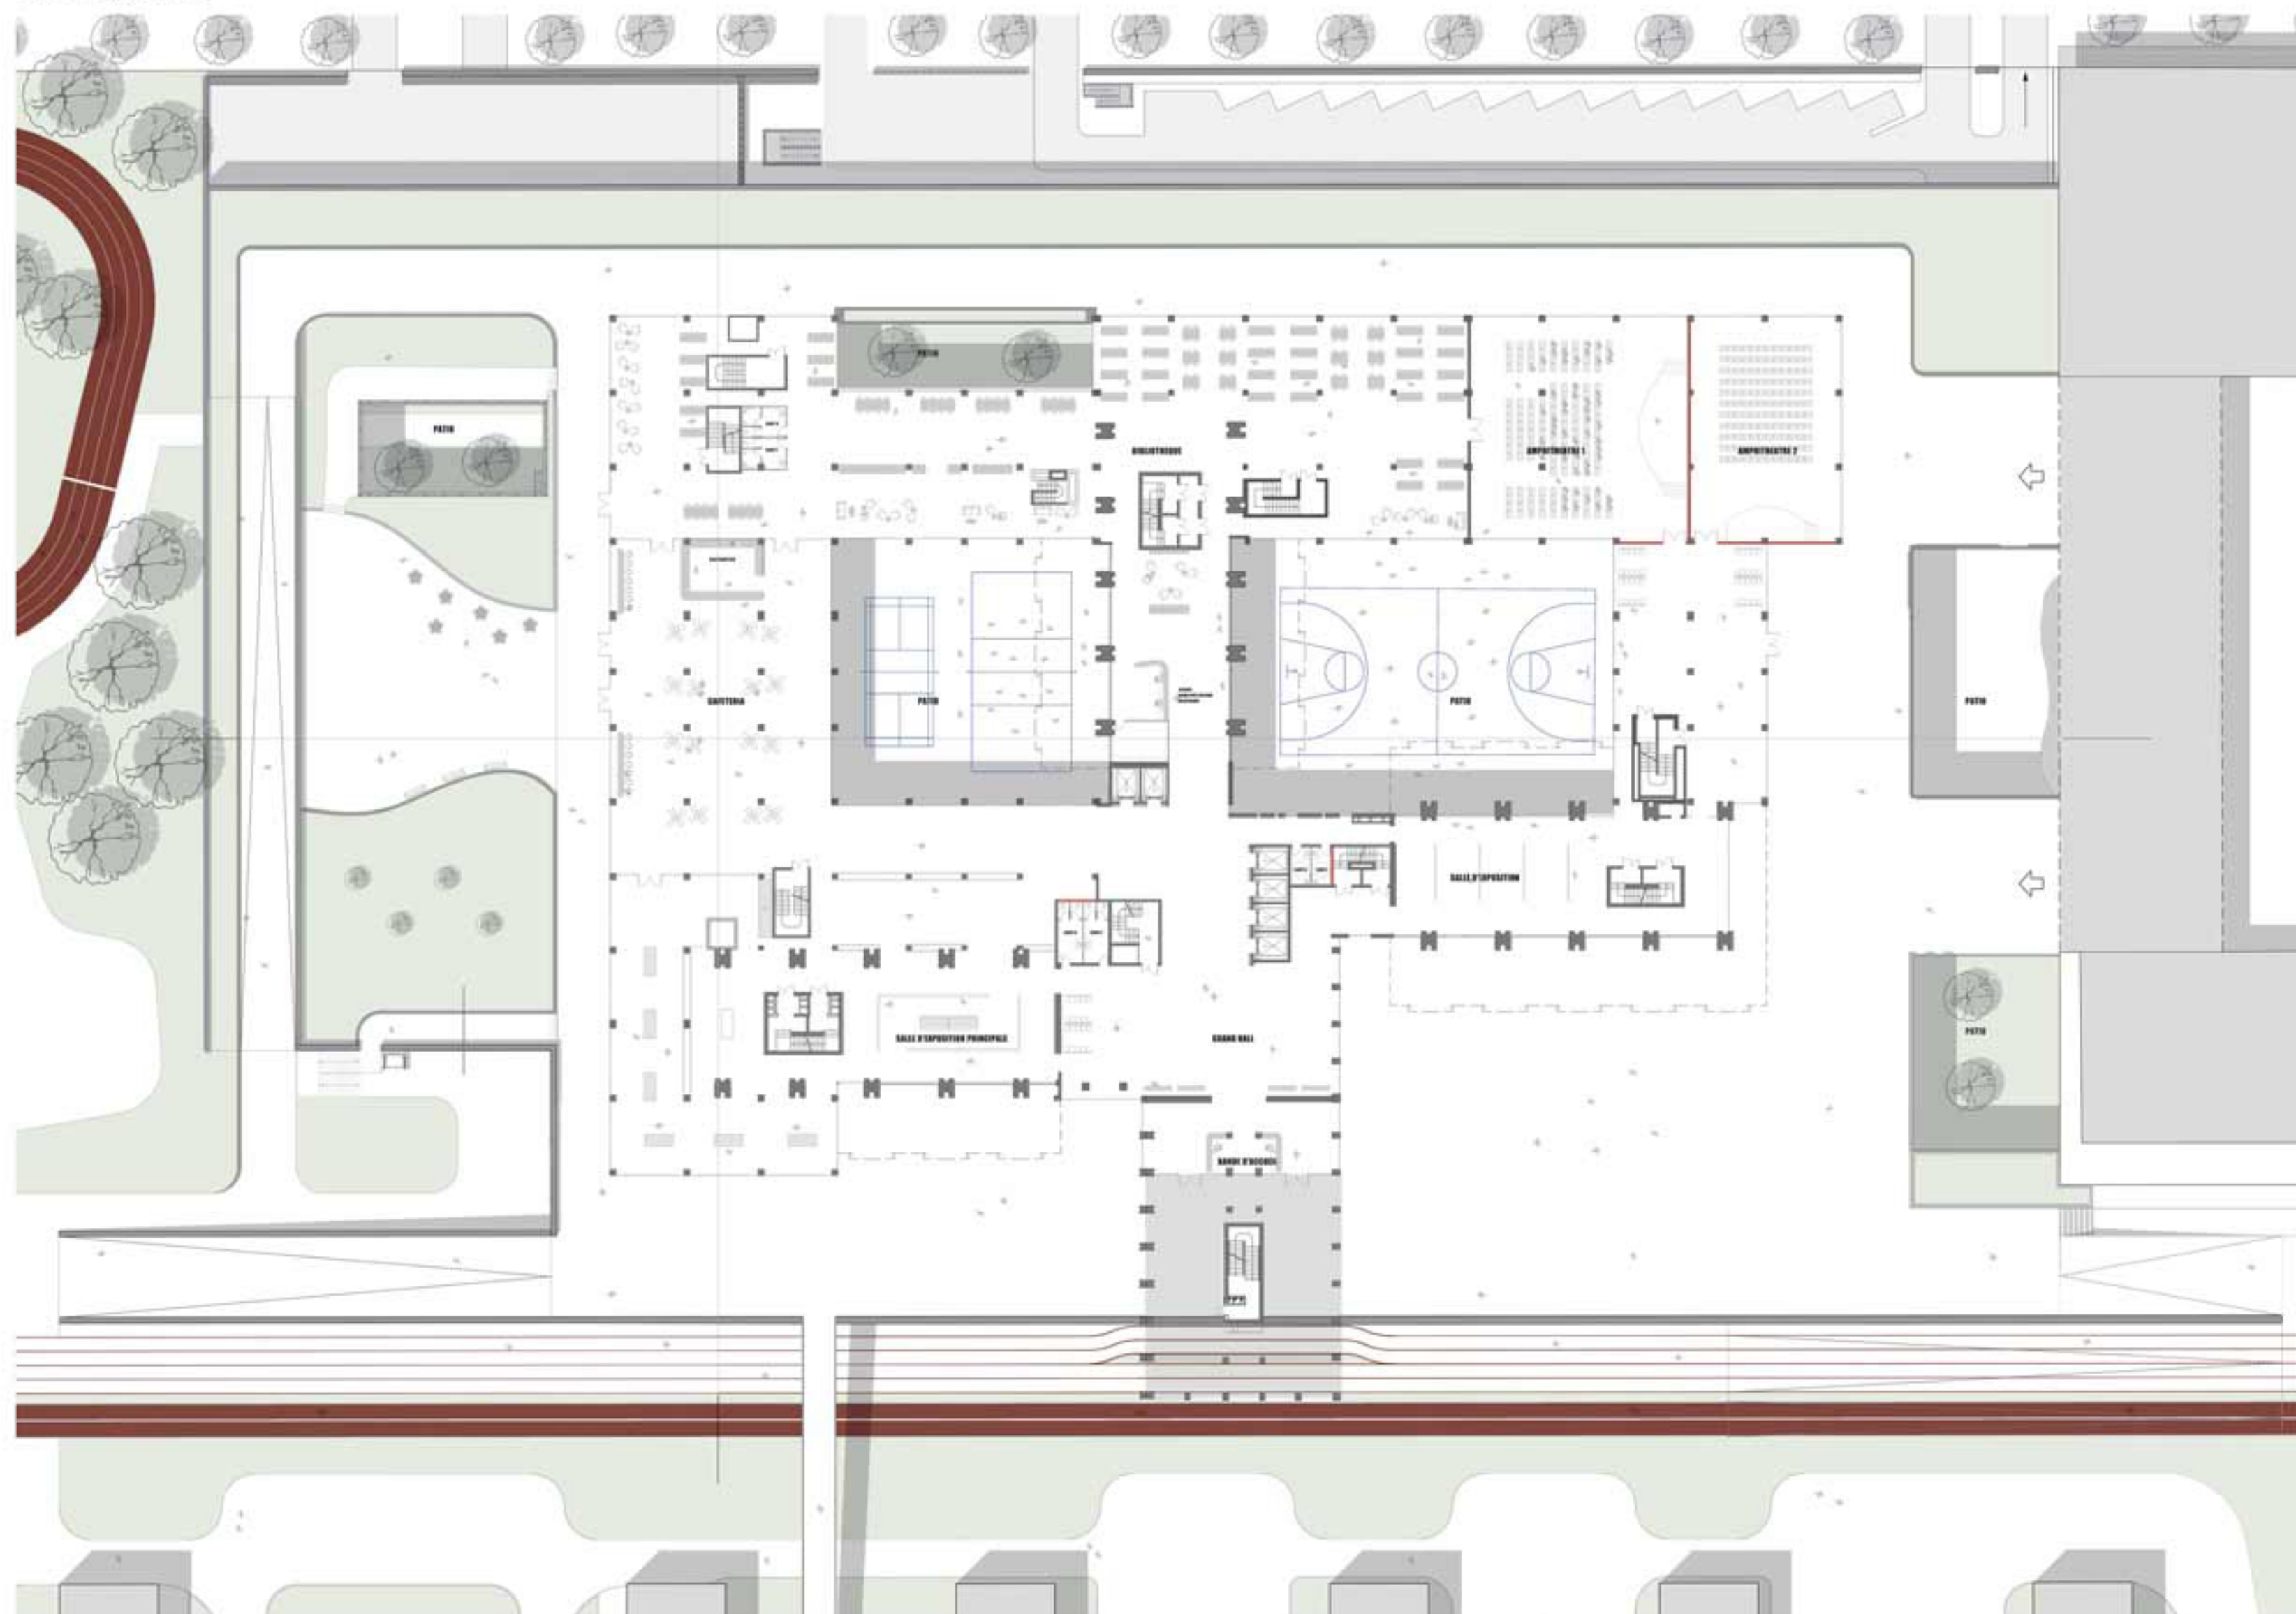 PATIO
PATIO
BIBLIOTHEQUE
AMPHITHEATRE 1
AMPHITHEATRE 2
CAFETERIA
PATIO
PATIO
PATIO
SALLE D'EXPOSITION
SALLE D'EXPOSITION PRINCIPALE
GRAND HALL
PATIO
BANDE D'ACCUEIL